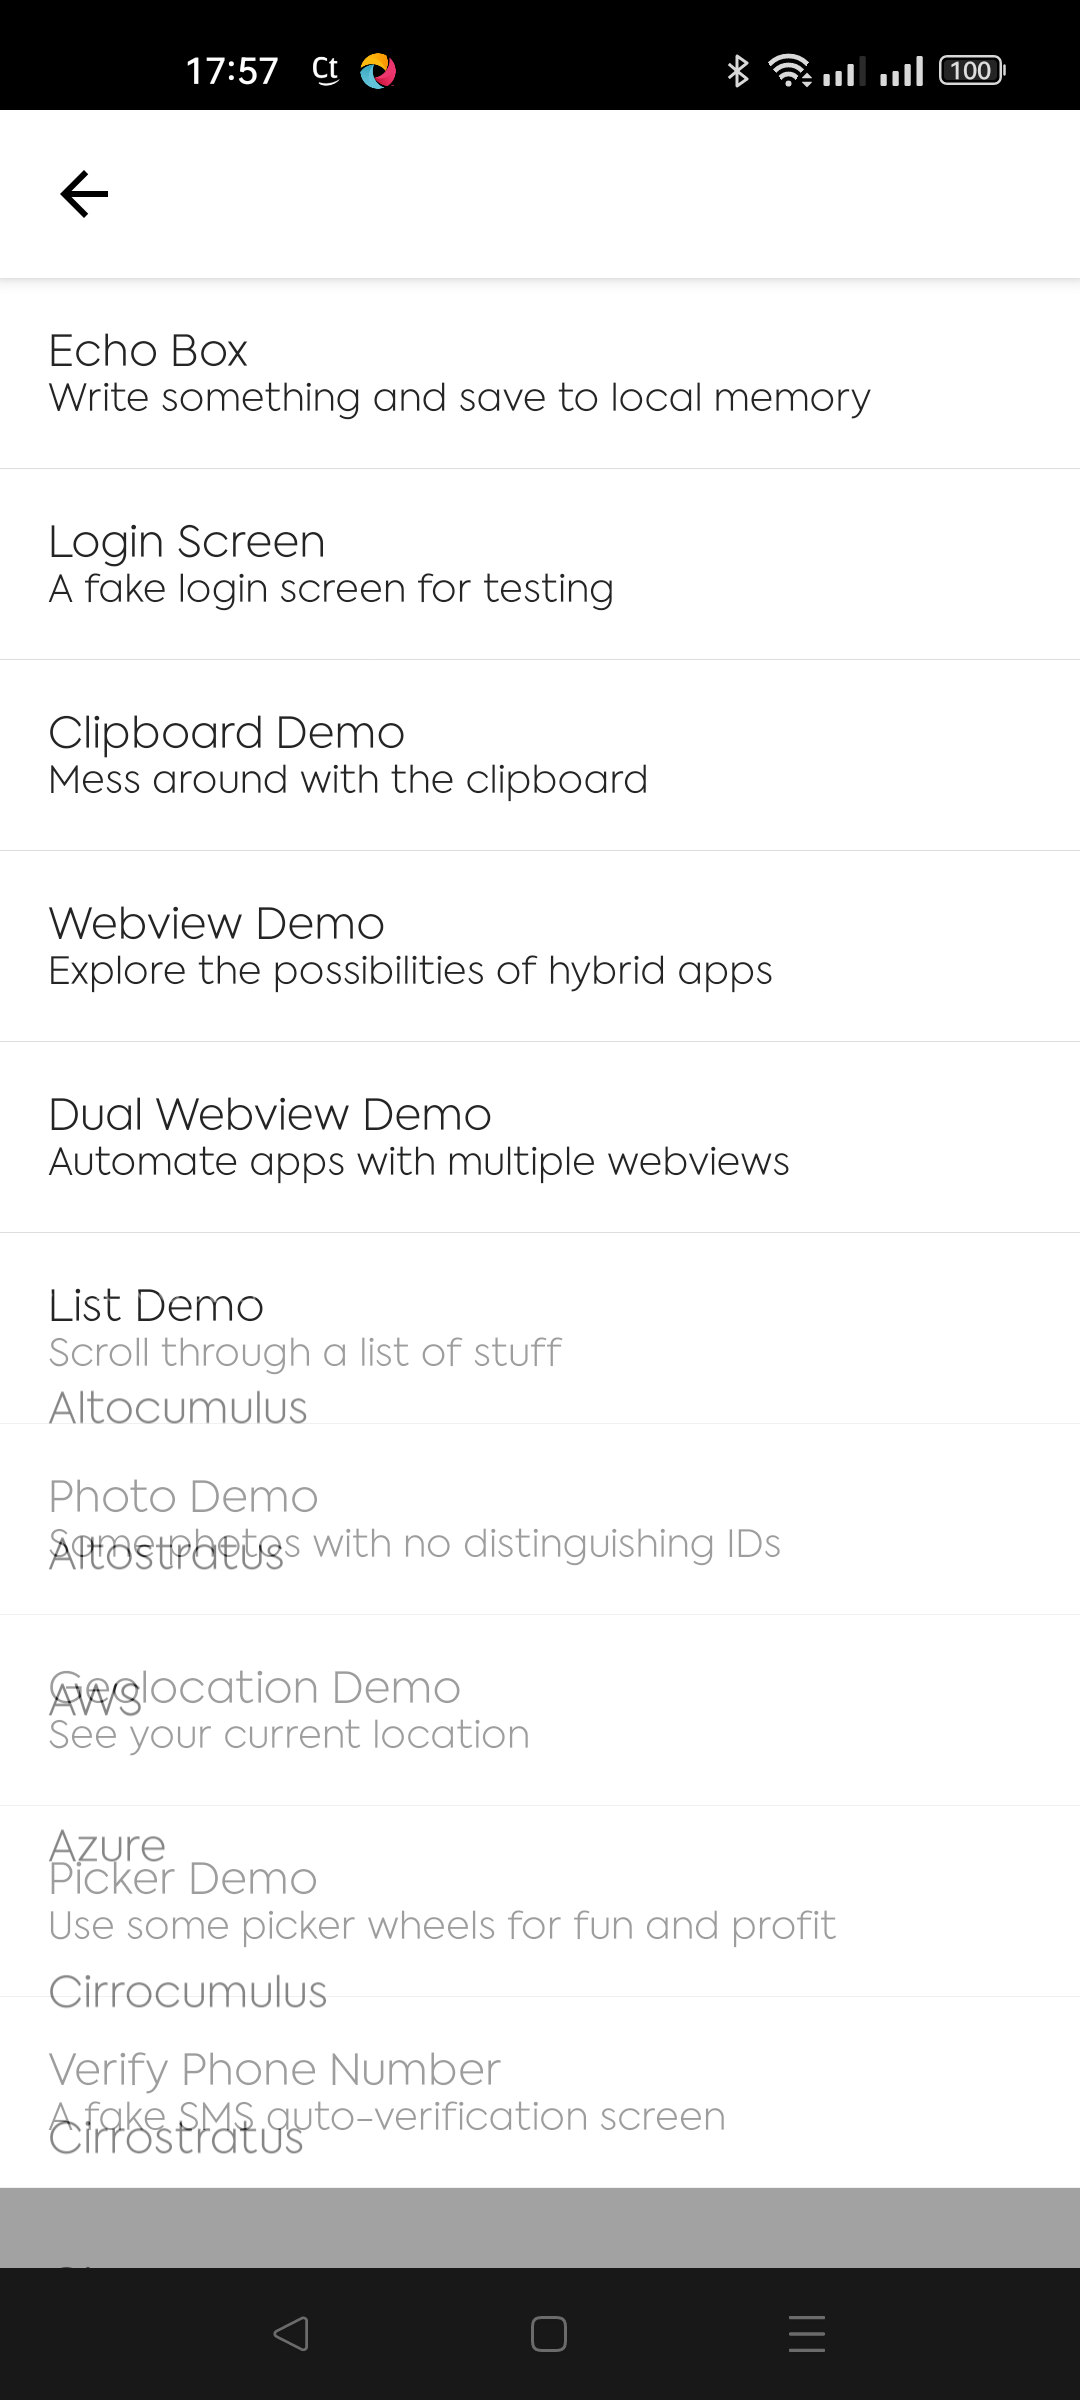 17:57 Ct 100
Echo Box
Write something and save to local memory
Login Screen
A fake login screen for testing
Clipboard Demo
Mess around with the clipboard
Webview Demo
Explore the possibilities of hybrid apps
Dual Webview Demo
Automate apps with multiple webviews
List Demo
Scroll through a list of stuff
Altocumulus
Photo Demo
Some photos with no distinguishing IDs
Altostratus
Geolocation Demo
AWS
See your current location
Azure
Picker Demo
Use some picker wheels for fun and profit
Cirrocumulus
Verify Phone Number
A fake SMS auto-verification screen
Cirrostratus